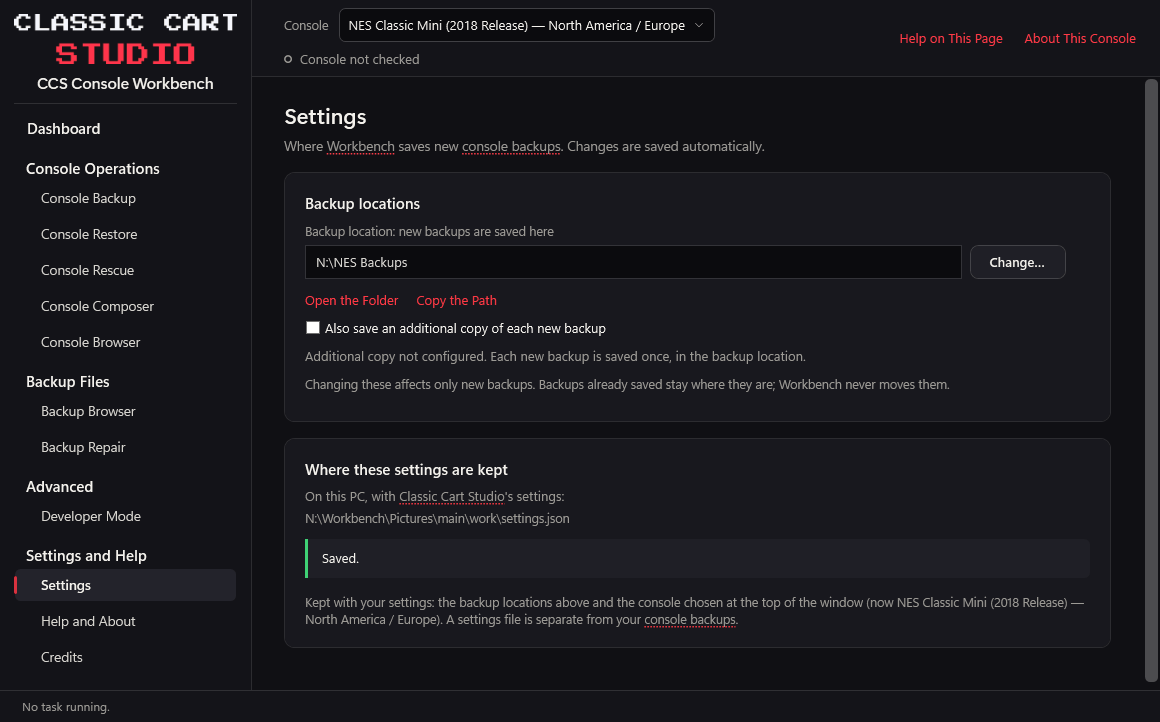 CLASSIC CART
STUDIO
CCS Console Workbench
Dashboard
Console Operations
Console Backup
Console Restore
Console Rescue
Console Composer
Console Browser
Backup Files
Backup Browser
Backup Repair
Advanced
Developer Mode
Settings and Help
Settings
Help and About
Credits
Console
NES Classic Mini (2018 Release) — North America / Europe
Console not checked
Help on This Page
About This Console
Settings
Where Workbench saves new console backups. Changes are saved automatically.
Backup locations
Backup location: new backups are saved here
N:\NES Backups
Change...
Open the Folder
Copy the Path
Also save an additional copy of each new backup
Additional copy not configured. Each new backup is saved once, in the backup location.
Changing these affects only new backups. Backups already saved stay where they are; Workbench never moves them.
Where these settings are kept
On this PC, with Classic Cart Studio's settings:
N:\Workbench\Pictures\main\work\settings.json
Saved.
Kept with your settings: the backup locations above and the console chosen at the top of the window (now NES Classic Mini (2018 Release) —
North America / Europe). A settings file is separate from your console backups.
No task running.